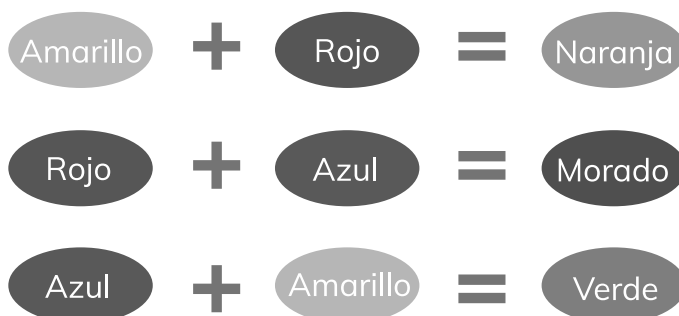 Amarillo + Rojo = Naranja
Rojo + Azul = Morado
Azul + Amarillo = Verde